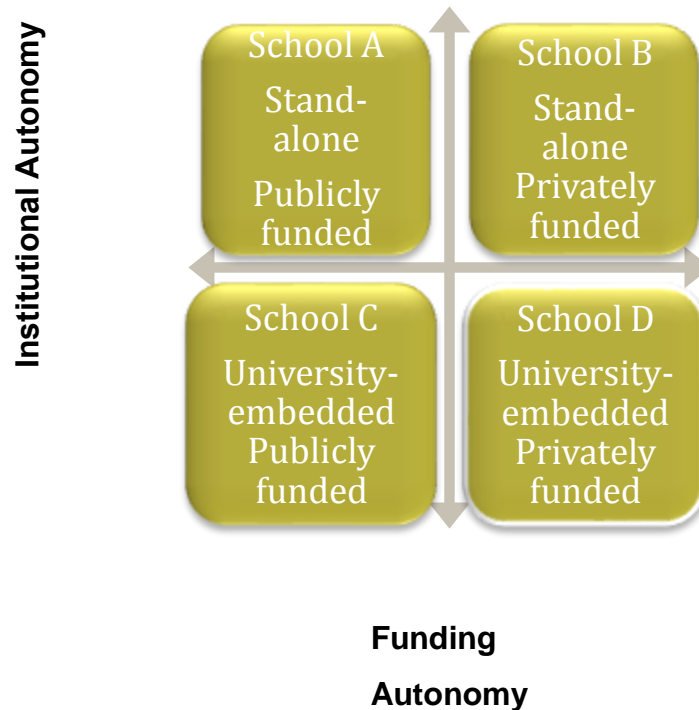 Institutional Autonomy
School A
Stand-
alone
Publicly
funded
School B
Stand-
alone
Privately
funded
School C
University-
embedded
Publicly
funded
School D
University-
embedded
Privately
funded
Funding
Autonomy